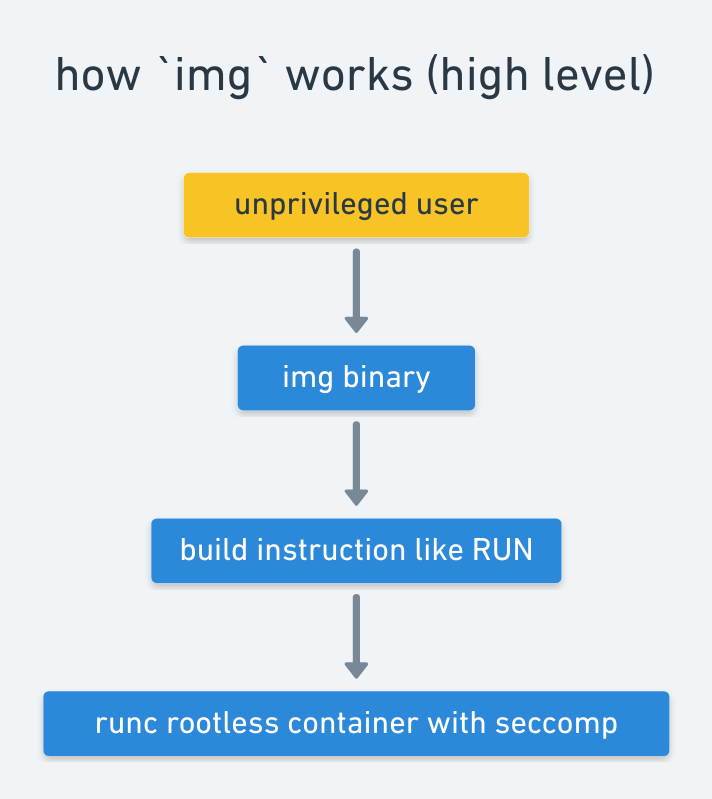 how `img` works (high level)
unprivileged user
img binary
build instruction like RUN
runc rootless container with seccomp